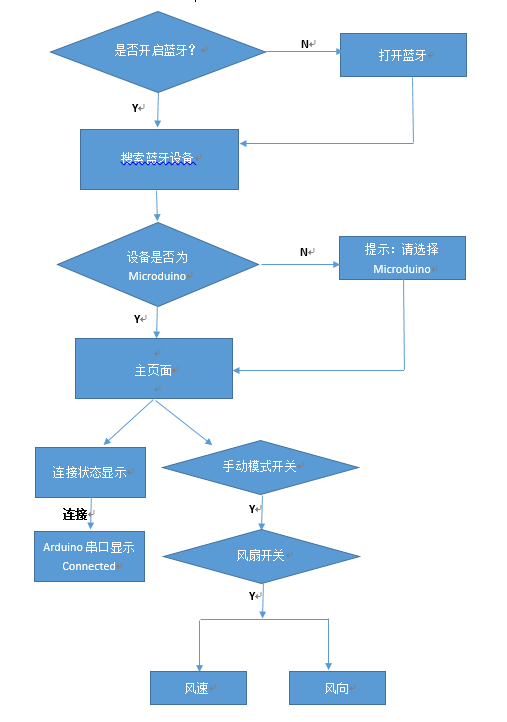 是否开启蓝牙？
N
打开蓝牙
Y
搜索蓝牙设备
设备是否为
Microduino
N
提示：请选择
Microduino
Y
主页面
连接状态显示
手动模式开关
连接
Y
Arduino 串口显示
Connected
风扇开关
Y
风速
风向